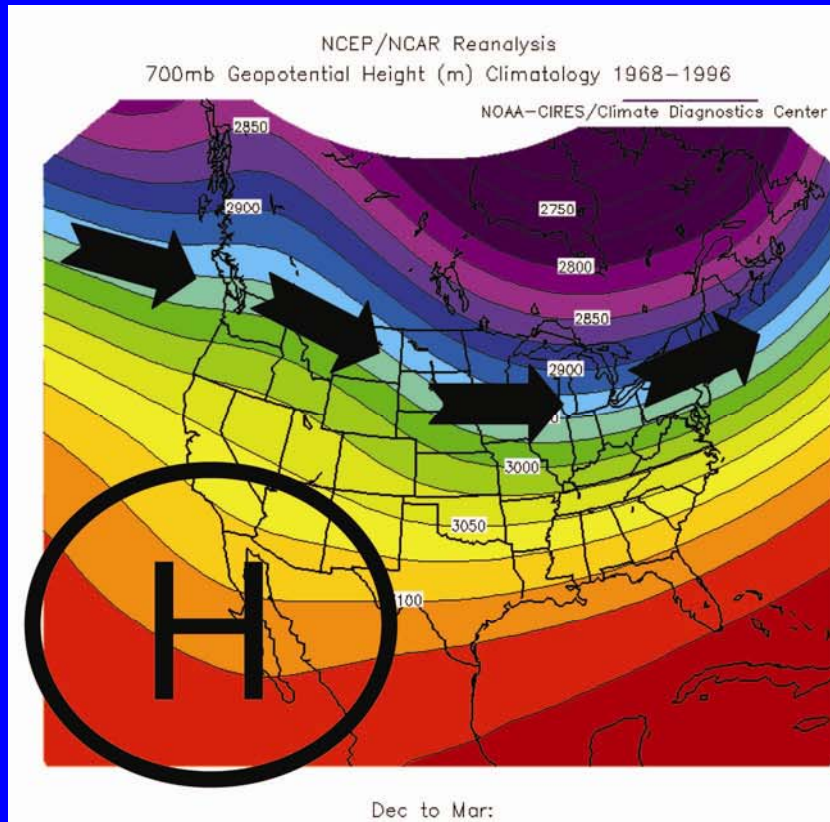 NCEP/NCAR Reanalysis
700mb Geopotential Height (m) Climatology 1968-1996
NOAA-CIRES/Climate Diagnostics Center
2850
2900
2750
2800
2850
2900
3000
3050
100
H
Dec to Mar: